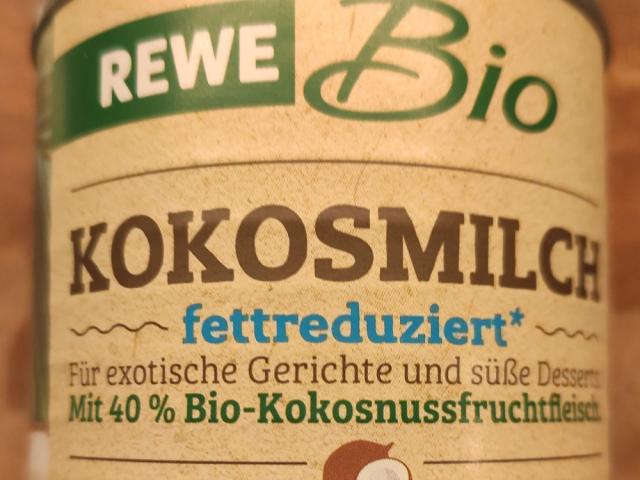 REWE Bio
KOKOSMILCH
fettreduziert*
Für exotische Gerichte und süße Desserts.
Mit 40 % Bio-Kokosnussfruchtfleisch.